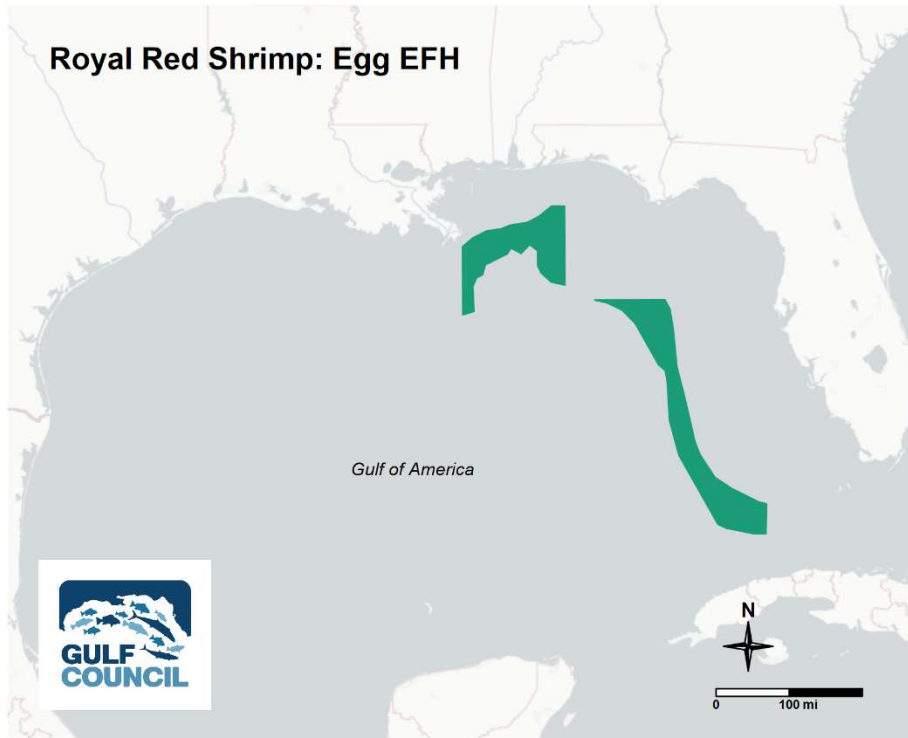 Royal Red Shrimp: Egg EFH
Gulf of America
GULF
COUNCIL
N
0 100 mi